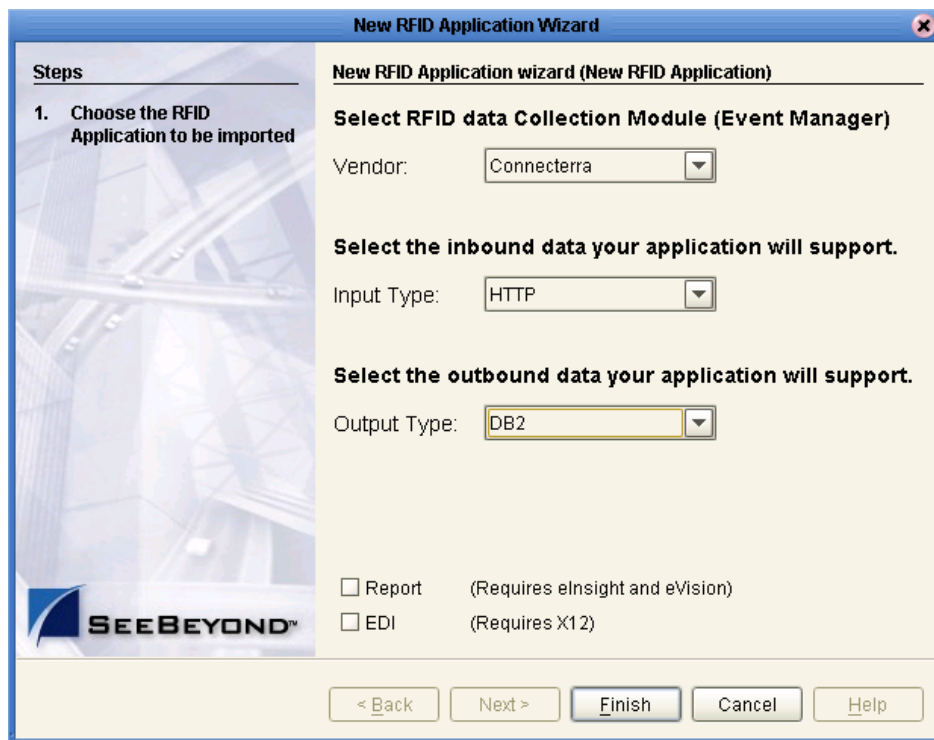 New RFID Application Wizard
Steps
1. Choose the RFID
Application to be imported
New RFID Application wizard (New RFID Application)
Select RFID data Collection Module (Event Manager)
Vendor: Connecterra
Select the inbound data your application will support.
Input Type: HTTP
Select the outbound data your application will support.
Output Type: DB2
Report (Requires eInsight and eVision)
EDI (Requires X12)
SEEBEYOND™
< Back Next > Finish Cancel Help